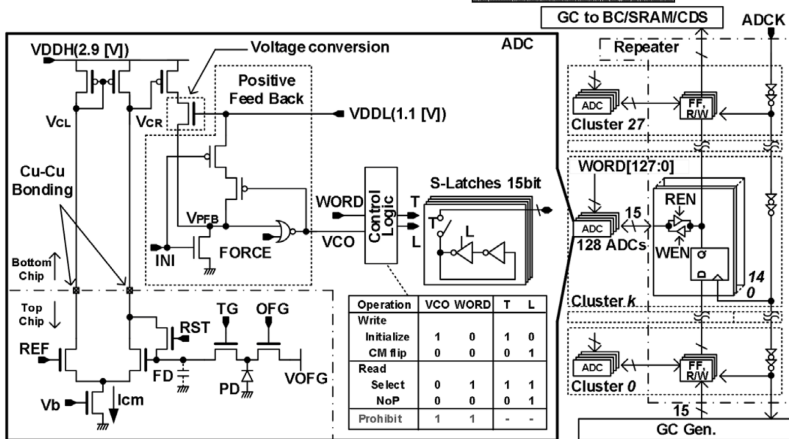 GC to BC/SRAM/CDS
ADCK
VDDH(2.9 [V])
Voltage conversion
ADC
Repeater
Positive
Feed Back
VCL
VCR
VDDL(1.1 [V])
ADC
FF,
R/W
Cluster 27
Cu-Cu
Bonding
WORD
Control
Logic
T
L
S-Latches 15bit
T
L
WORD[127:0]
15
ADC
128 ADCs
REN
WEN
D Q
14
0
Cluster k
VPFB
INI
FORCE
VCO
Bottom
Chip
Top
Chip
REF
Vb
Icm
RST
FD
TG
OFG
PD
VOFG
Operation VCO WORD T L
Write
Initialize 1 0 1 0
CM flip 0 0 0 1
Read
Select 0 1 1 1
NoP 0 0 0 1
Prohibit 1 1 - -
ADC
FF,
R/W
Cluster 0
15
GC Gen.